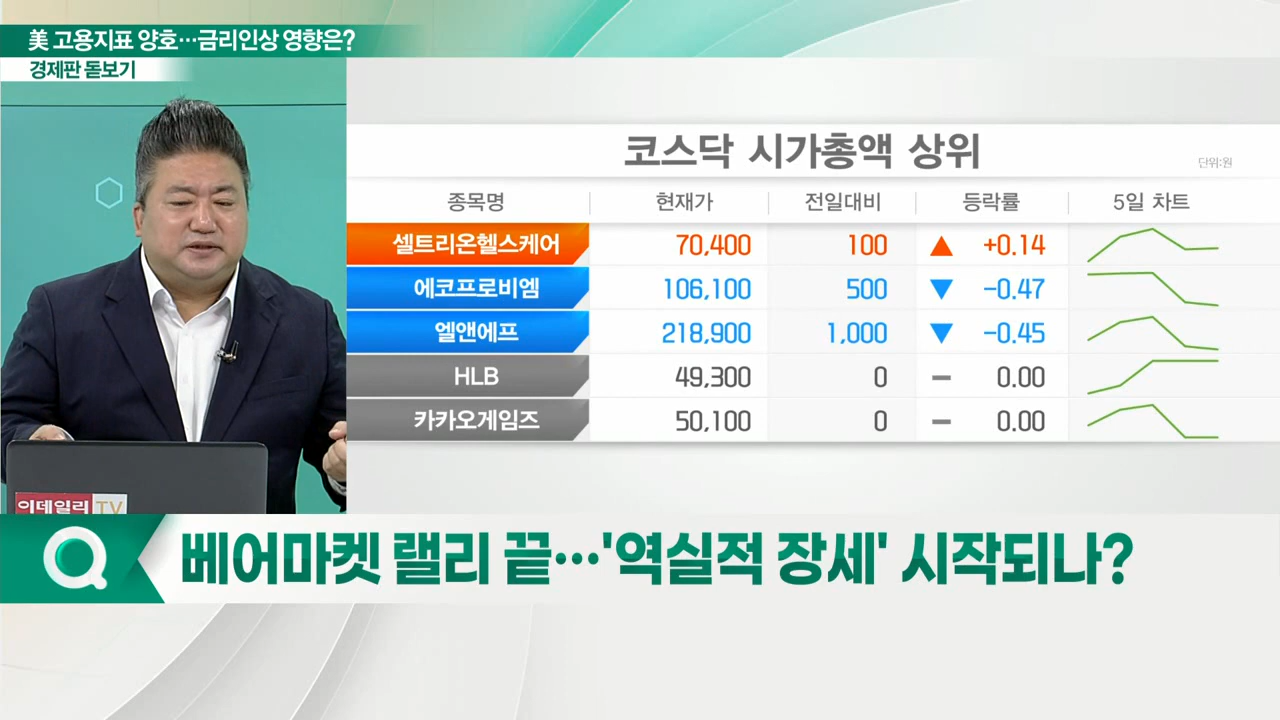 美 고용지표 양호…금리인상 영향은?
경제판 돋보기
코스닥 시가총액 상위
단위:원
종목명 현재가 전일대비 등락률 5일 차트
셀트리온헬스케어 70,400 100 ▲ +0.14
에코프로비엠 106,100 500 ▼ -0.47
엘앤에프 218,900 1,000 ▼ -0.45
HLB 49,300 0 - 0.00
카카오게임즈 50,100 0 - 0.00
이데일리TV
베어마켓 랠리 끝…'역실적 장세' 시작되나?